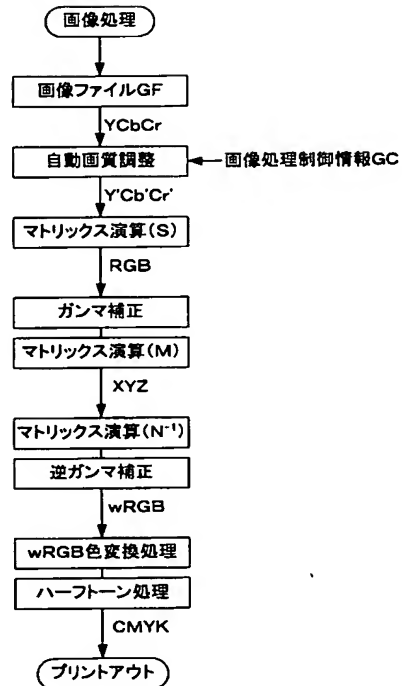 画像処理
画像ファイルGF
YCbCr
自動画質調整
画像処理制御情報GC
Y'Cb'Cr'
マトリックス演算(S)
RGB
ガンマ補正
マトリックス演算(M)
XYZ
マトリックス演算(N⁻¹)
逆ガンマ補正
wRGB
wRGB色変換処理
ハーフトーン処理
CMYK
プリントアウト